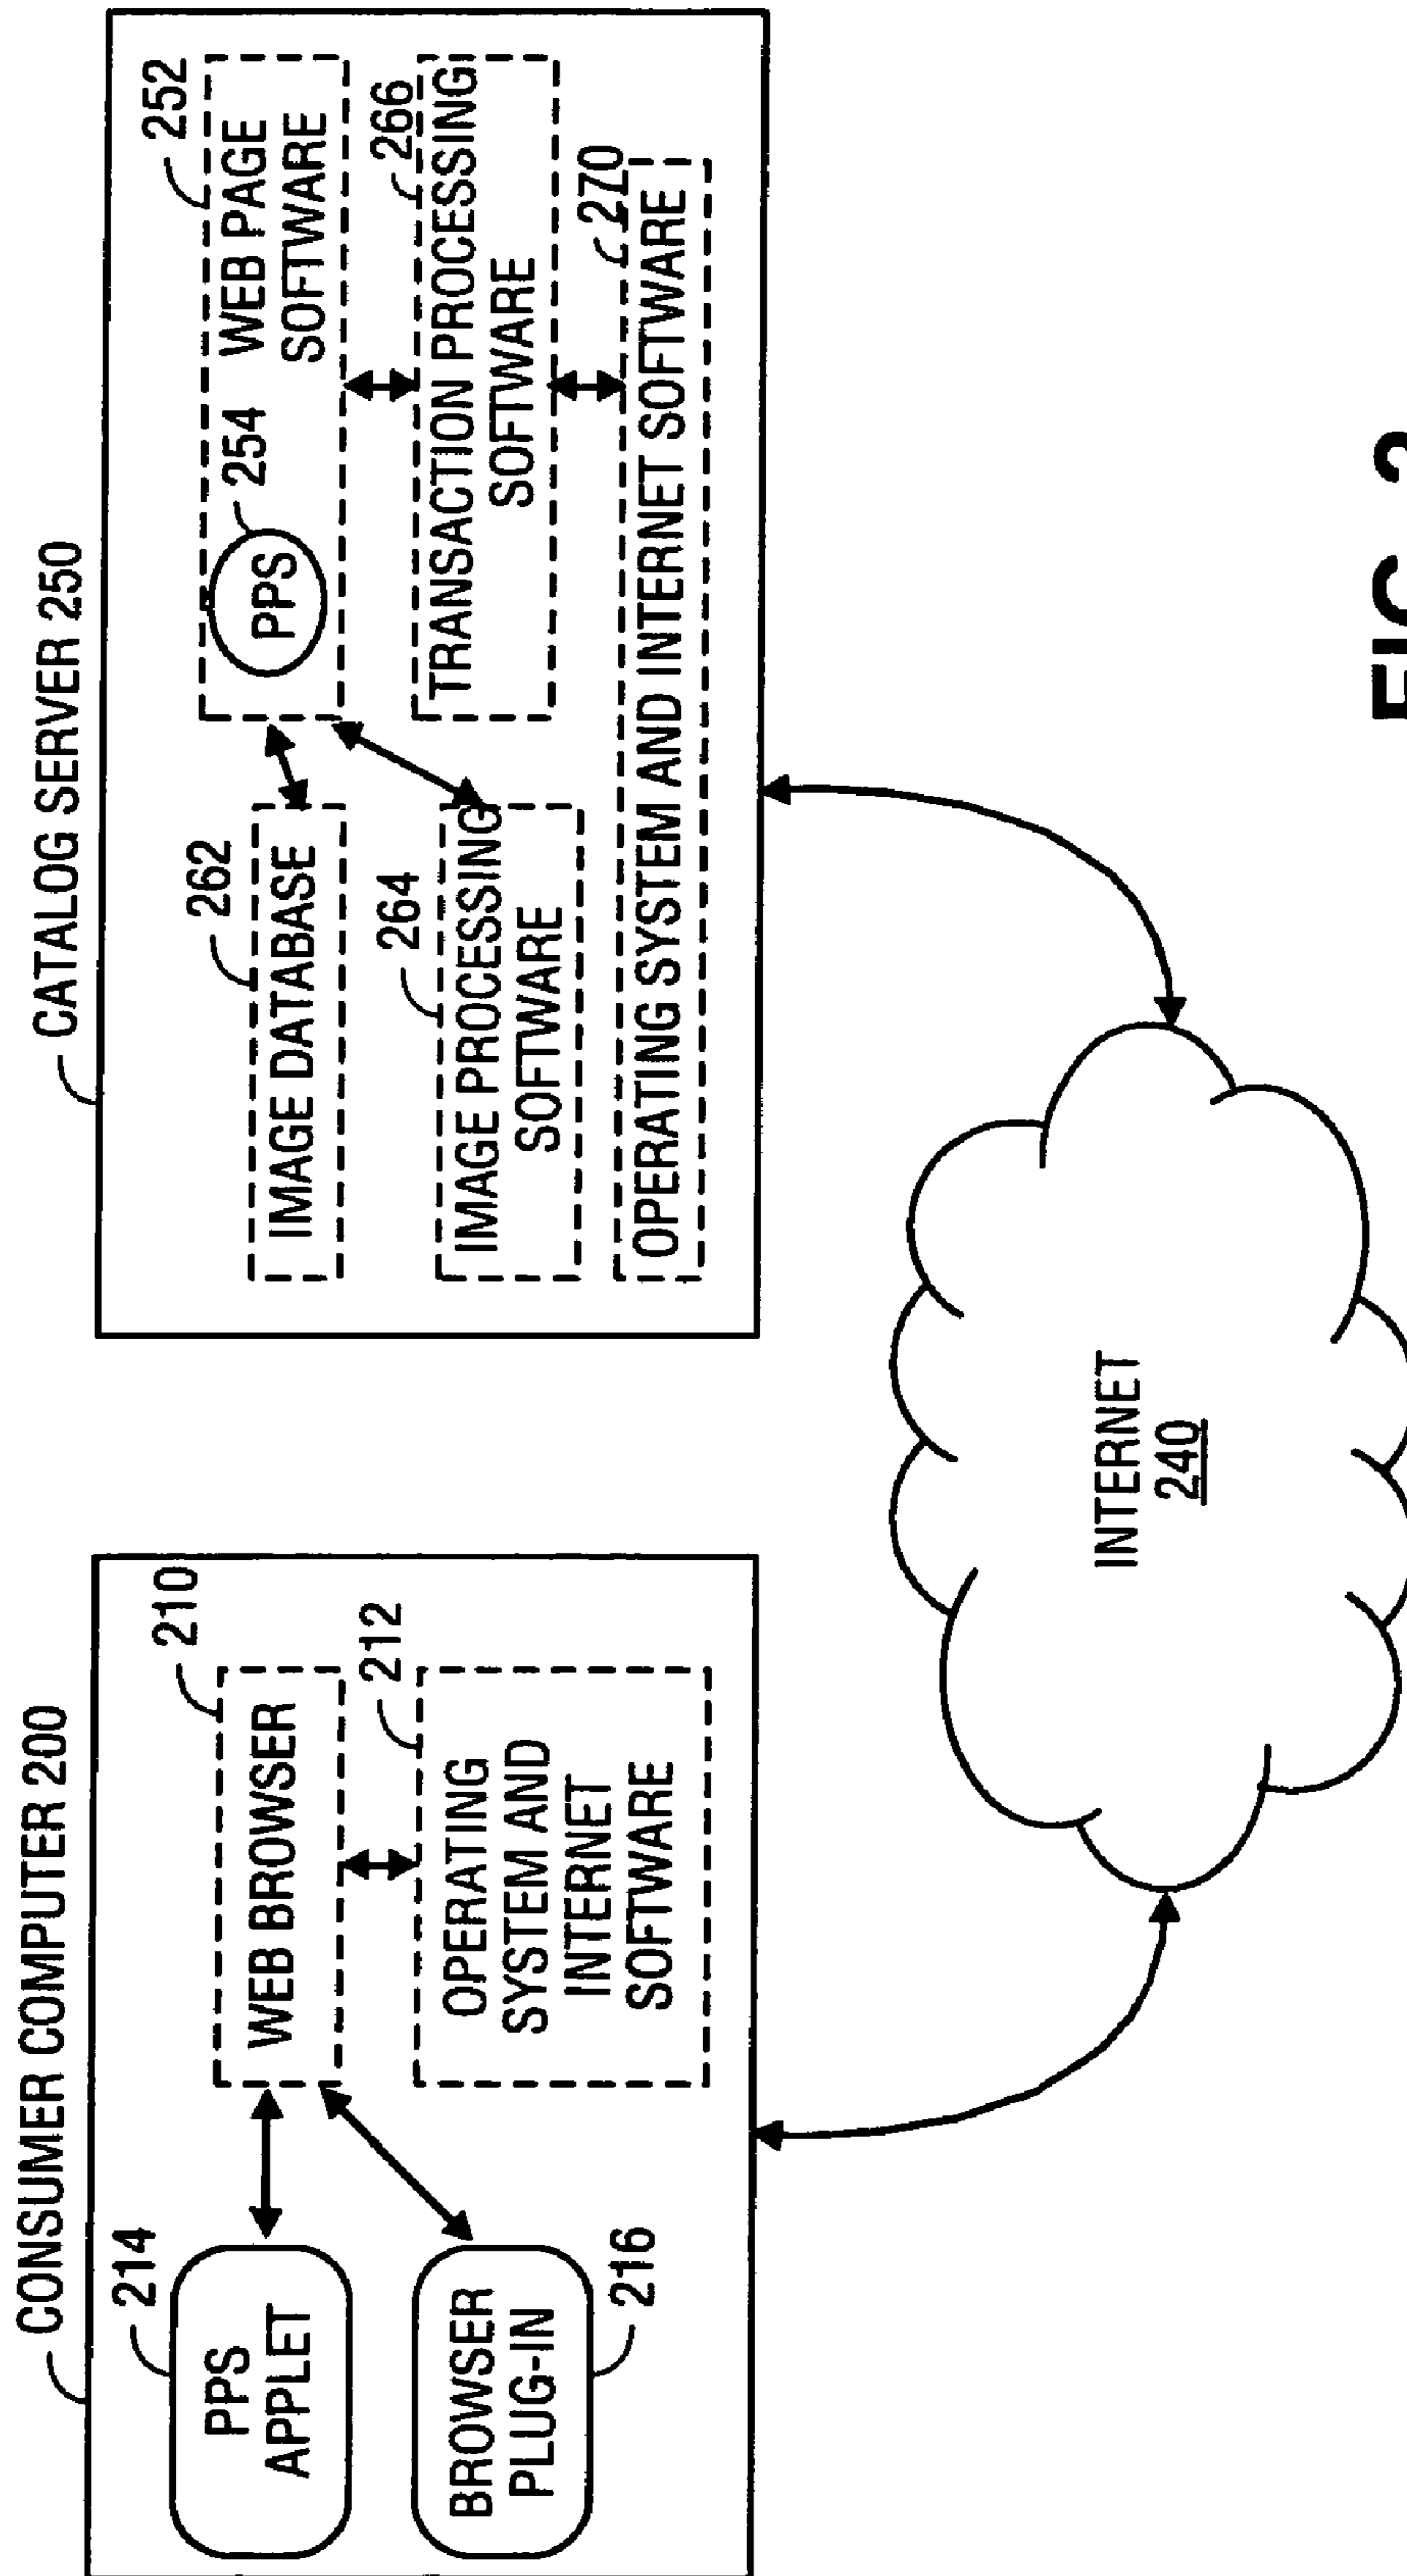 CONSUMER COMPUTER 200
214
PPS
APPLET
BROWSER
PLUG-IN
216
210
WEB BROWSER
212
OPERATING
SYSTEM AND
INTERNET
SOFTWARE
CATALOG SERVER 250
262
IMAGE DATABASE
264
IMAGE PROCESSING
SOFTWARE
252
254
PPS
WEB PAGE
SOFTWARE
266
TRANSACTION PROCESSING
SOFTWARE
270
OPERATING SYSTEM AND INTERNET SOFTWARE
INTERNET
240
FIG. 2